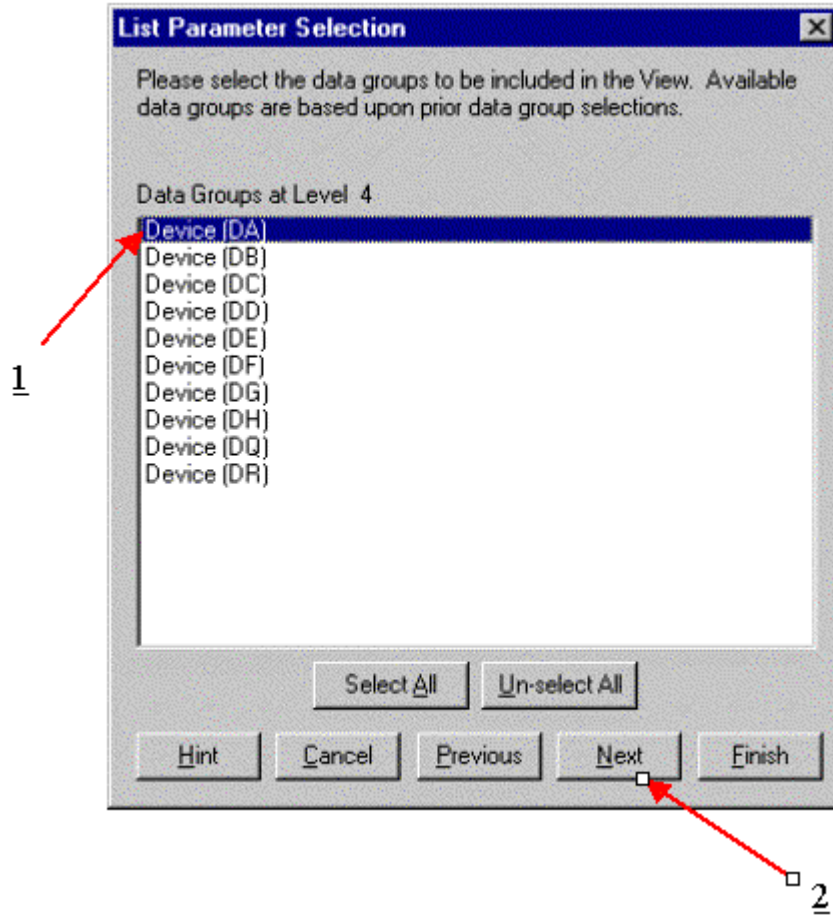 List Parameter Selection
Please select the data groups to be included in the View. Available
data groups are based upon prior data group selections.
Data Groups at Level 4
Device (DA)
Device (DB)
Device (DC)
Device (DD)
Device (DE)
Device (DF)
Device (DG)
Device (DH)
Device (DQ)
Device (DR)
1
Select All Un-select All
Hint Cancel Previous Next Finish
2